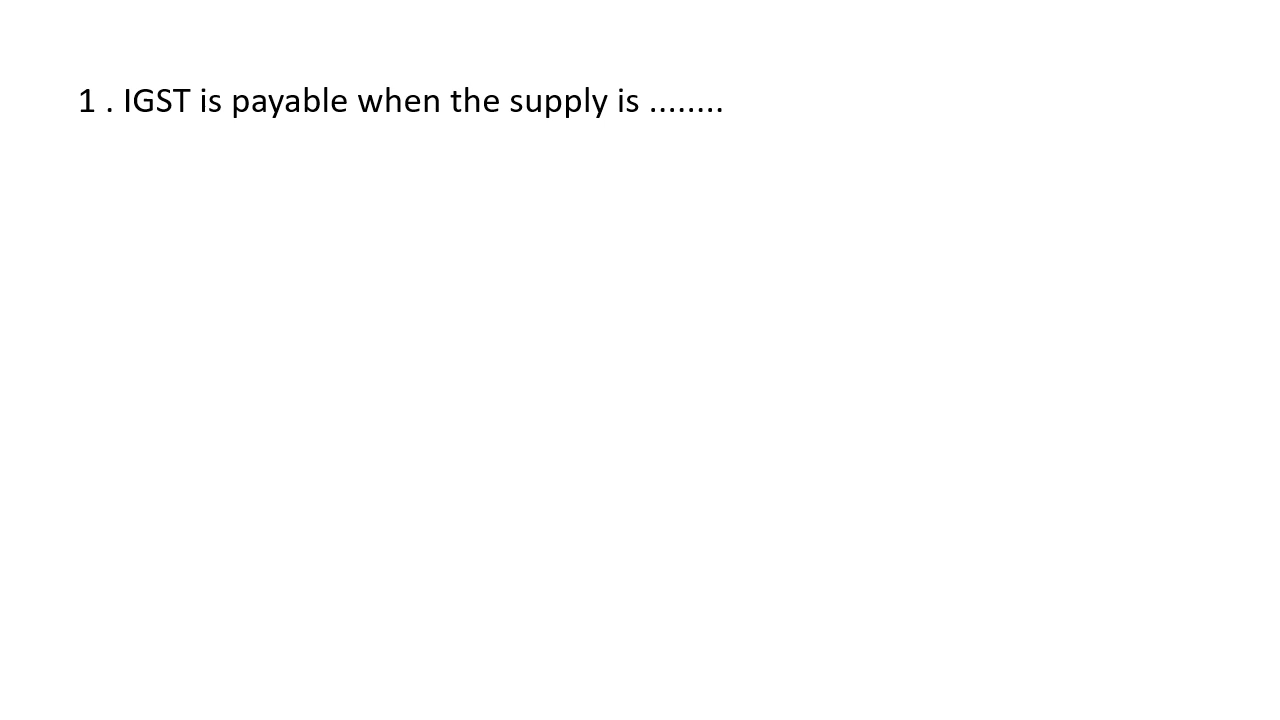 1 . IGST is payable when the supply is ........